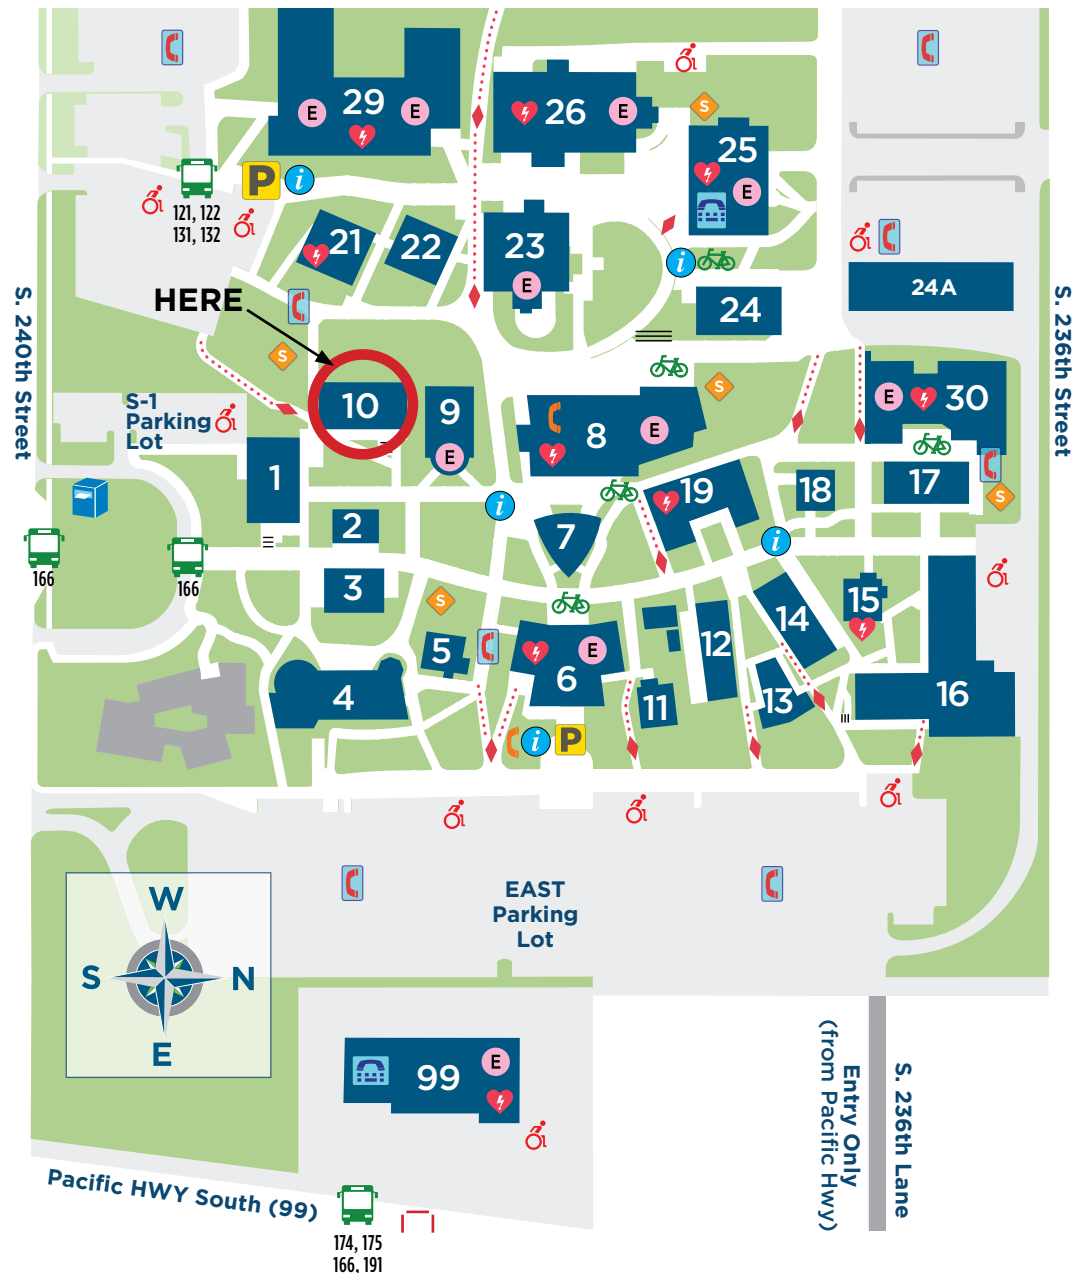 29
E
E
26
E
S
25
E
P
i
121, 122
131, 132
21
22
23
E
i
24
24A
HERE
S. 240th Street
S. 236th Street
S
10
9
E
8
E
S
E
30
S-1
Parking
Lot
1
2
3
i
7
19
18
17
S
i
166
166
S
5
4
6
E
11
12
13
14
15
16
i
P
EAST
Parking
Lot
W
S
N
E
99
E
Entry Only
(from Pacific Hwy)
S. 236th Lane
Pacific HWY South (99)
174, 175
166, 191